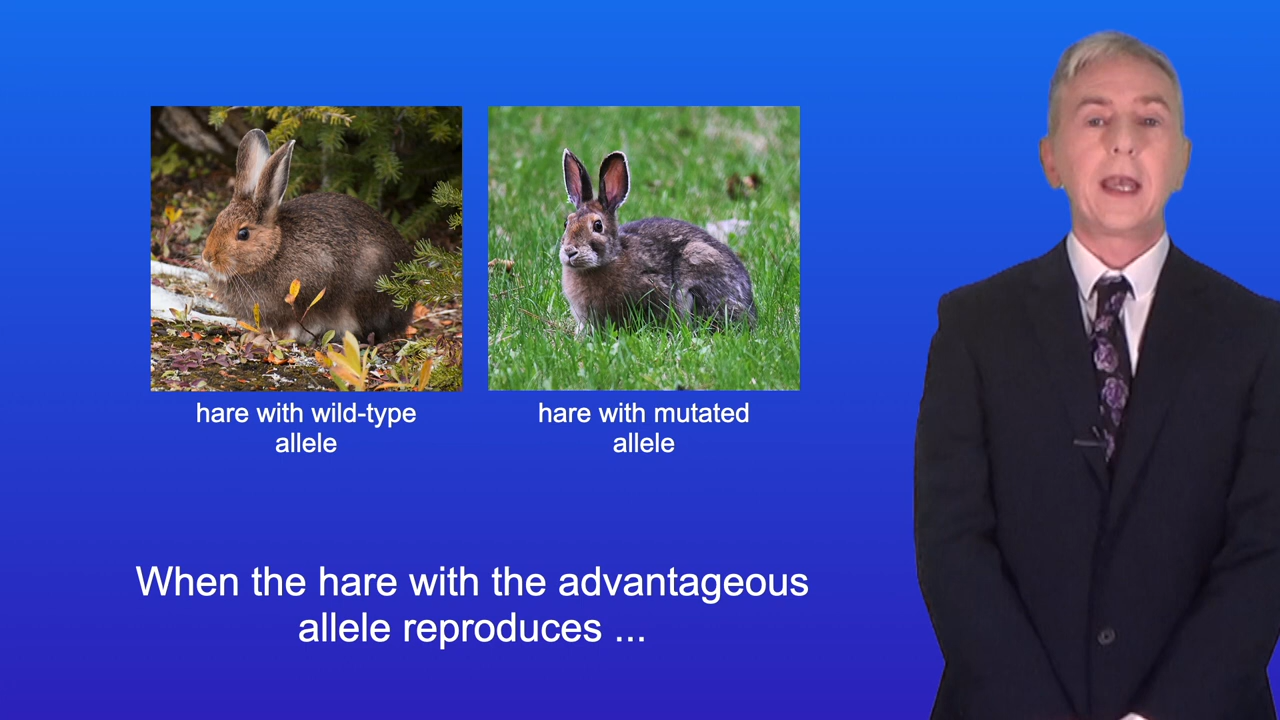 hare with wild-type
allele
hare with mutated
allele
When the hare with the advantageous
allele reproduces ...